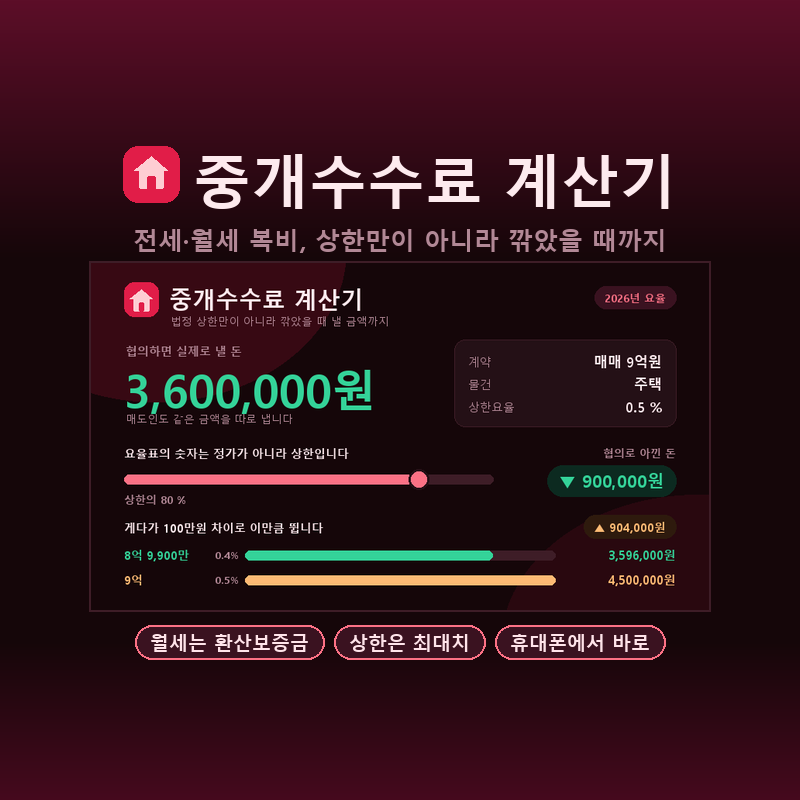 중개수수료 계산기
전세·월세 복비, 상한만이 아니라 깎았을 때까지
중개수수료 계산기
법정 상한만이 아니라 깎았을 때 낼 금액까지
2026년 요율
협의하면 실제로 낼 돈
3,600,000원
매도인도 같은 금액을 따로 냅니다
계약 매매 9억원
물건 주택
상한요율 0.5 %
요율표의 숫자는 정가가 아니라 상한입니다
협의로 아낀 돈
▼ 900,000원
상한의 80 %
게다가 100만원 차이로 이만큼 뜁니다
▲ 904,000원
8억 9,900만 0.4% 3,596,000원
9억 0.5% 4,500,000원
월세는 환산보증금
상한은 최대치
휴대폰에서 바로